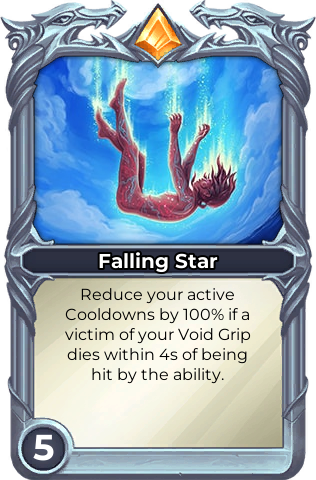 Falling Star
Reduce your active
Cooldowns by 100% if a
victim of your Void Grip
dies within 4s of being
hit by the ability.
5